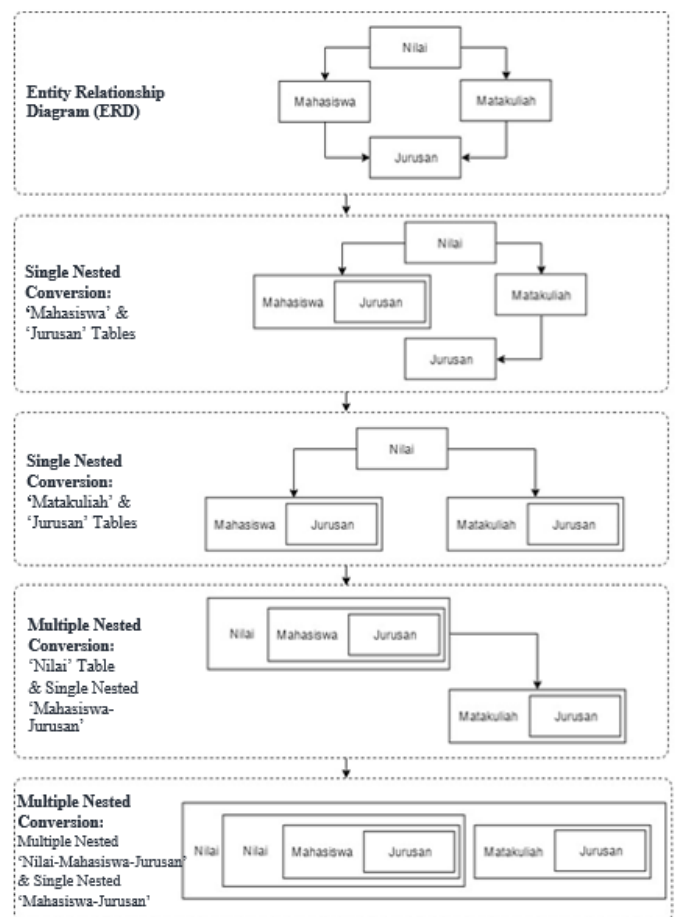 Entity Relationship
Diagram (ERD)
Nilai
Mahasiswa
Matakuliah
Jurusan
Single Nested
Conversion:
‘Mahasiswa’ &
‘Jurusan’ Tables
Nilai
Mahasiswa
Jurusan
Matakuliah
Jurusan
Single Nested
Conversion:
‘Matakuliah’ &
‘Jurusan’ Tables
Nilai
Mahasiswa
Jurusan
Matakuliah
Jurusan
Multiple Nested
Conversion:
‘Nilai’ Table
& Single Nested
‘Mahasiswa-
Jurusan’
Nilai
Mahasiswa
Jurusan
Matakuliah
Jurusan
Multiple Nested
Conversion:
Multiple Nested
‘Nilai-Mahasiswa-Jurusan’
& Single Nested
‘Mahasiswa-Jurusan’
Nilai
Nilai
Mahasiswa
Jurusan
Matakuliah
Jurusan